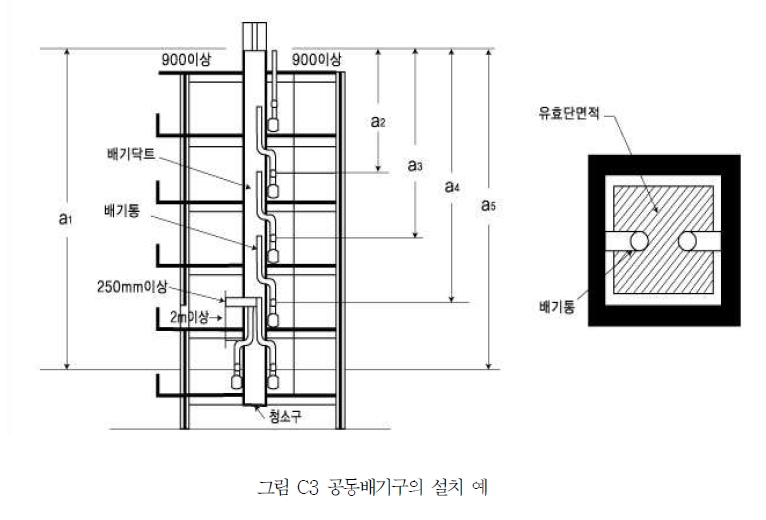 900이상
900이상
유효단면적
a2
a3
배기닥트
a4
a5
배기통
a1
250mm이상
배기통
2m이상
청소구
그림 C3 공동배기구의 설치 예